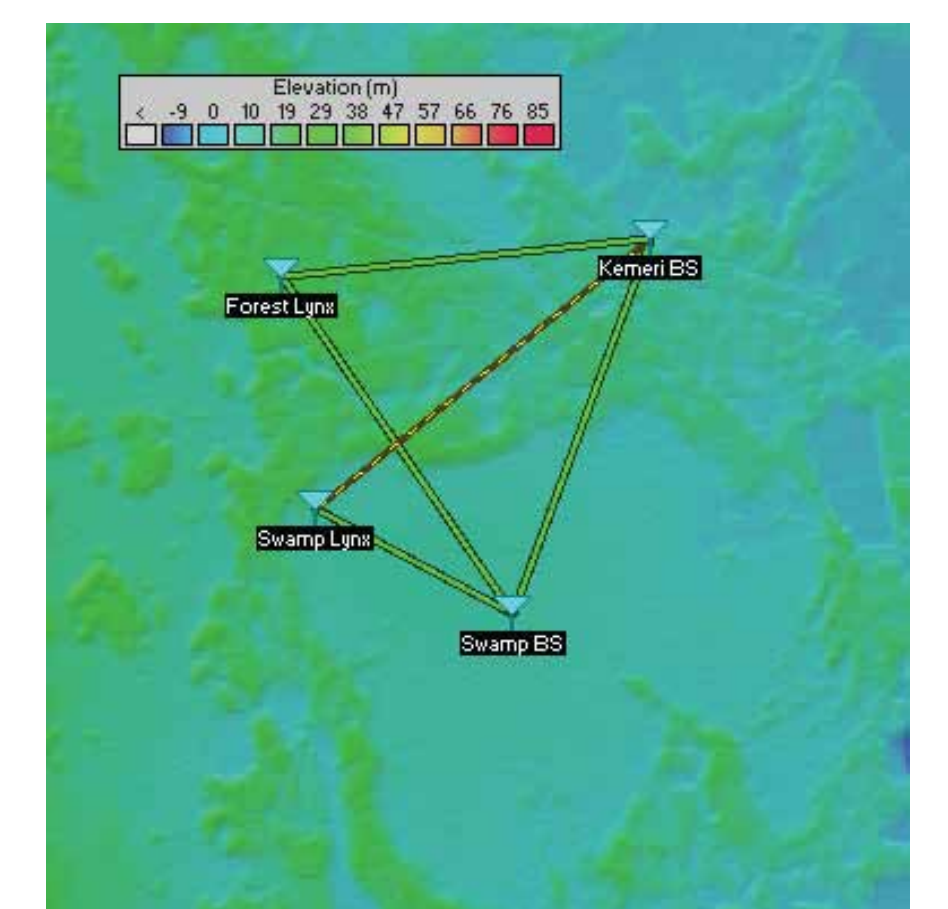 Elevation (m)
< -9 0 10 19 29 38 47 57 66 76 85
Kemeri BS
Forest Lynx
Swamp Lynx
Swamp BS